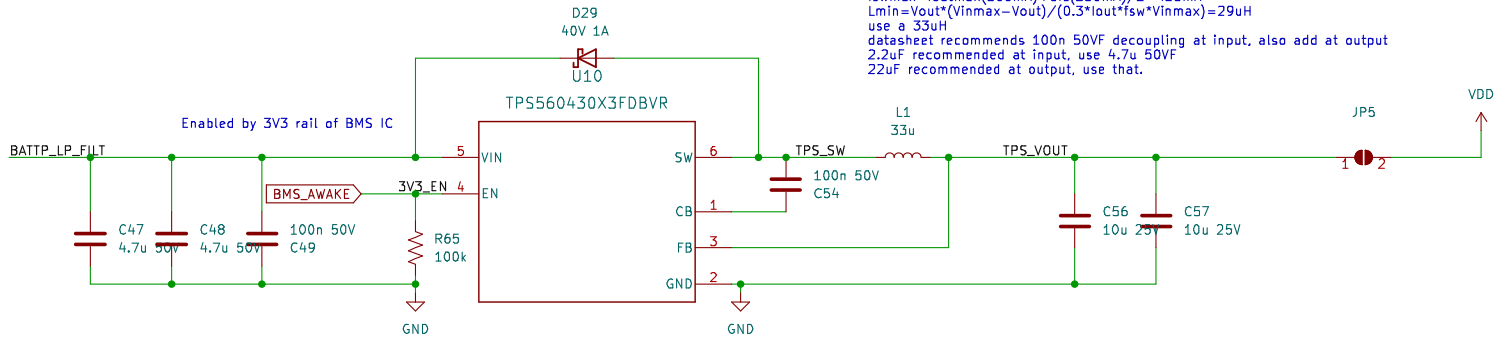 Lmin=Vout*(Vinmax-Vout)/(0.3*Iout*fsw*Vinmax)=29uH
use a 33uH
datasheet recommends 100n 50VF decoupling at input, also add at output
2.2uF recommended at input, use 4.7u 50VF
22uF recommended at output, use that.
D29
40V 1A
U10
TPS560430X3FDBVR
Enabled by 3V3 rail of BMS IC
BATTP_LP_FILT
5
VIN
SW
6
TPS_SW
L1
33u
TPS_VOUT
JP5
1
2
VDD
BMS_AWAKE
3V3_EN
4
EN
100n 50V
C54
CB
1
FB
3
GND
2
C47
4.7u 50V
C48
4.7u 50V
100n 50V
C49
R65
100k
C56
10u 25V
C57
10u 25V
GND
GND